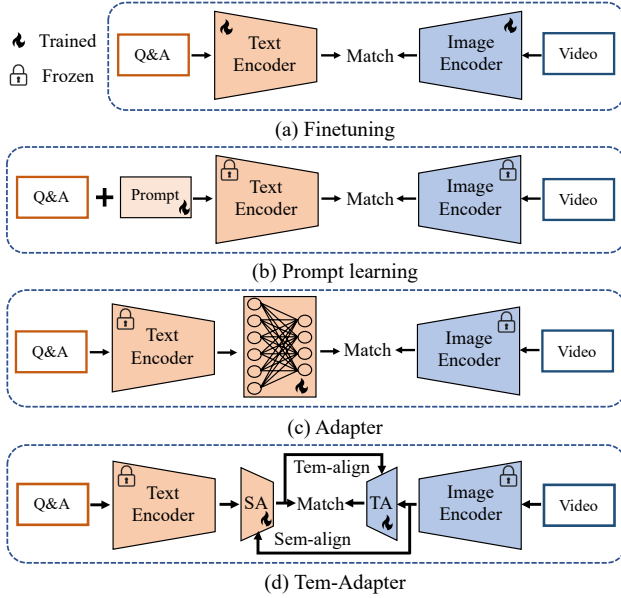 Trained
Frozen
Q&A
Text
Encoder
Match
Image
Encoder
Video
(a) Finetuning
Q&A
+
Prompt
Text
Encoder
Match
Image
Encoder
Video
(b) Prompt learning
Q&A
Text
Encoder
Match
Image
Encoder
Video
(c) Adapter
Q&A
Text
Encoder
SA
Tem-align
Match
Sem-align
TA
Image
Encoder
Video
(d) Tem-Adapter